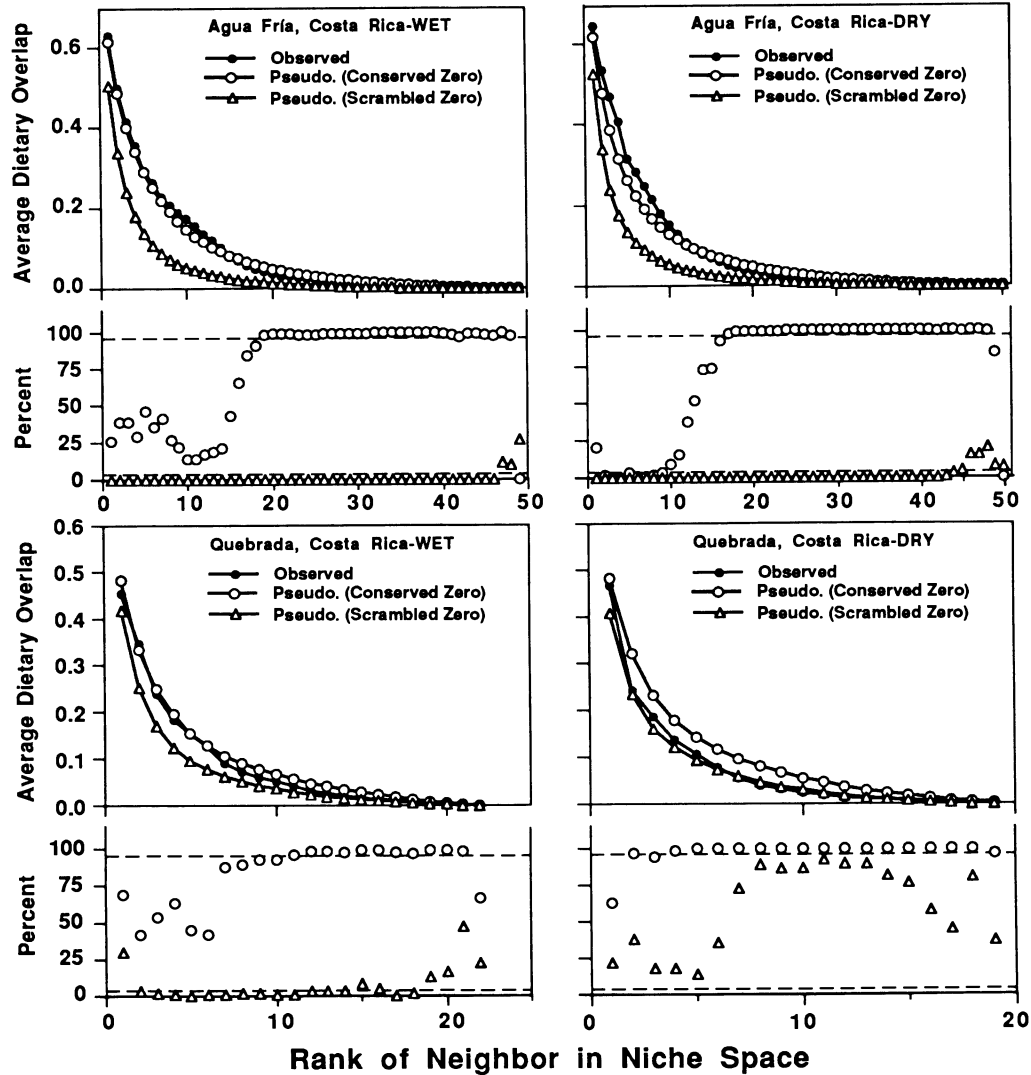 Agua Fría, Costa Rica-WET
Observed
Pseudo. (Conserved Zero)
Pseudo. (Scrambled Zero)
Average Dietary Overlap
0.6
0.4
0.2
0.0
Agua Fría, Costa Rica-DRY
Observed
Pseudo. (Conserved Zero)
Pseudo. (Scrambled Zero)
Percent
100
75
50
25
0
0 10 20 30 40 50
0 10 20 30 40 50
Quebrada, Costa Rica-WET
Observed
Pseudo. (Conserved Zero)
Pseudo. (Scrambled Zero)
Average Dietary Overlap
0.6
0.5
0.4
0.3
0.2
0.1
0.0
Quebrada, Costa Rica-DRY
Observed
Pseudo. (Conserved Zero)
Pseudo. (Scrambled Zero)
Percent
100
75
50
25
0
0 10 20
0 10 20
Rank of Neighbor in Niche Space